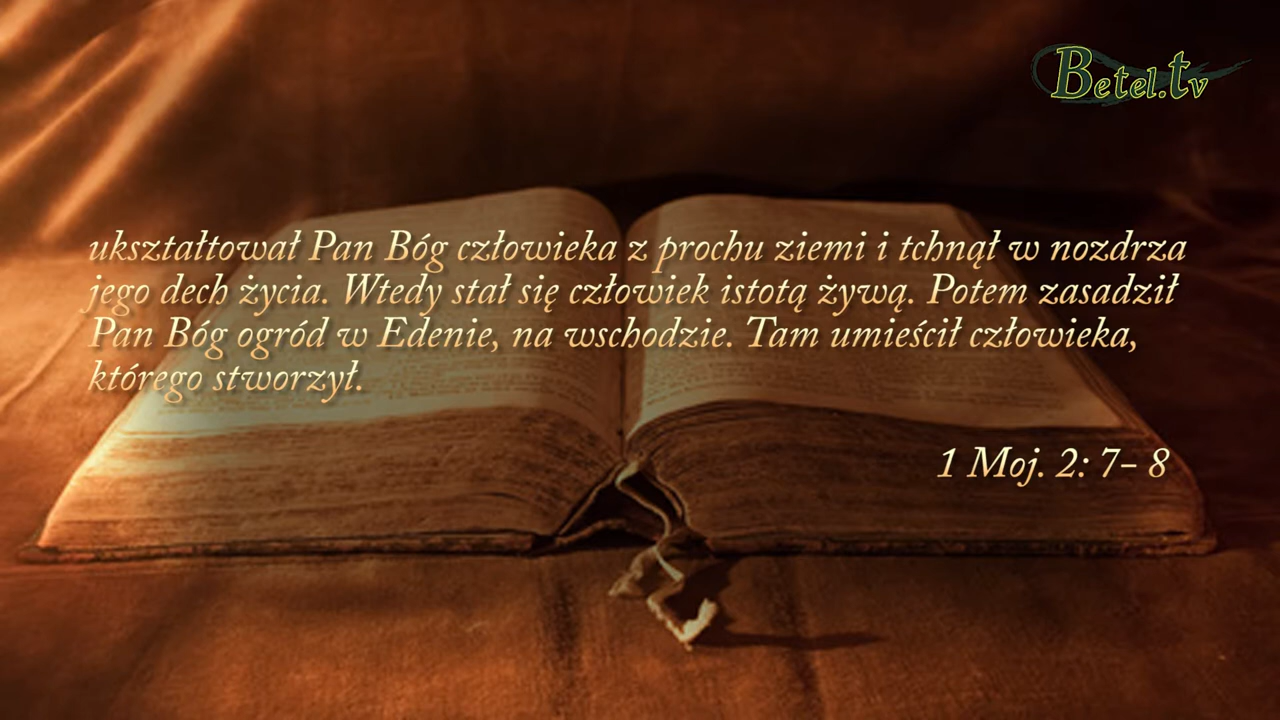 Betel.tv
ukształtował Pan Bóg człowieka z prochu ziemi i tchnął w nozdrza
jego dech życia. Wtedy stał się człowiek istotą żywą. Potem zasadził
Pan Bóg ogród w Edenie, na wschodzie. Tam umieścił człowieka,
którego stworzył.
1 Moj. 2: 7- 8